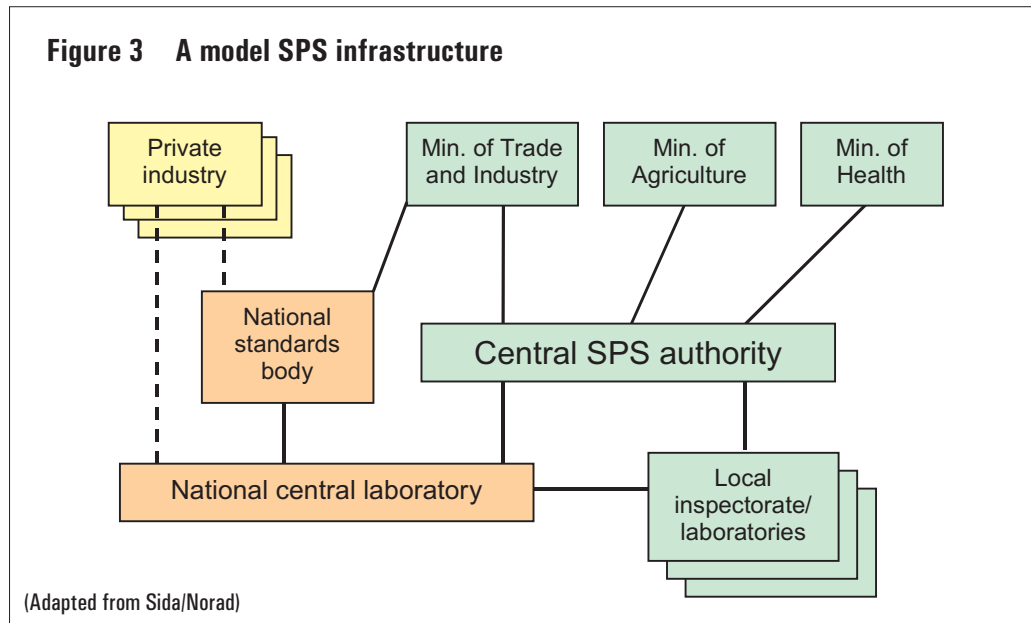 Figure 3 A model SPS infrastructure
Private
industry
Min. of Trade
and Industry
Min. of
Agriculture
Min. of
Health
National
standards
body
Central SPS authority
National central laboratory
Local
inspectorate/
laboratories
(Adapted from Sida/Norad)